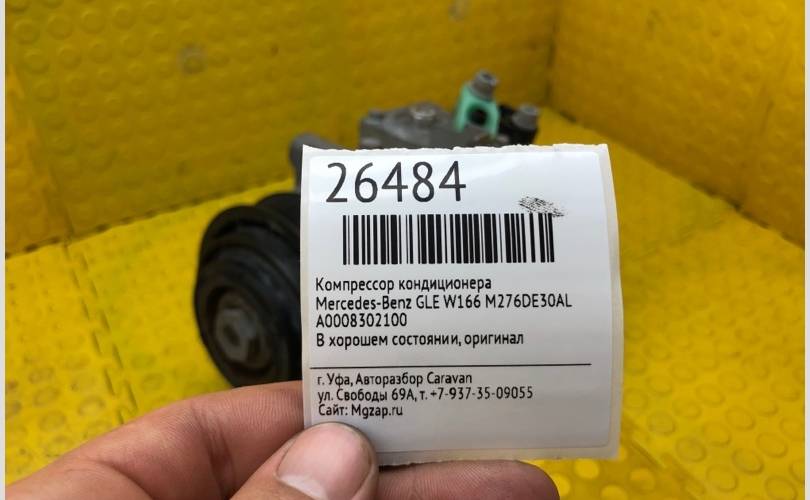 26484
Компрессор кондиционера
Mercedes-Benz GLE W166 M276DE30AL
A0008302100
В хорошем состоянии, оригинал
г. Уфа, Авторазбор Caravan
ул. Свободы 69А, т. +7-937-35-09055
Сайт: Mgzap.ru